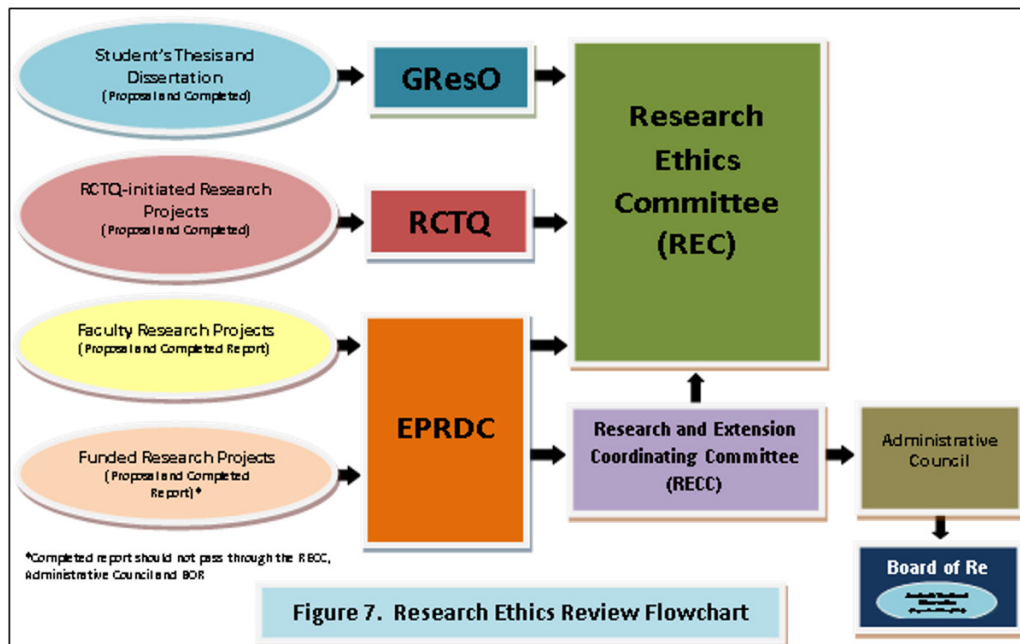 Student's Thesis and
Dissertation
(Proposal and Completed)
GResO
Research
Ethics
Committee
(REC)
RCTQ-initiated Research
Projects
(Proposal and Completed)
RCTQ
Faculty Research Projects
(Proposal and Completed Report)
EPRDC
Funded Research Projects
(Proposal and Completed
Report)*
Research and Extension
Coordinating Committee
(RECC)
Administrative
Council
Board of Re
*Completed report should not pass through the RECC,
Administrative Council and BOR
Figure 7. Research Ethics Review Flowchart